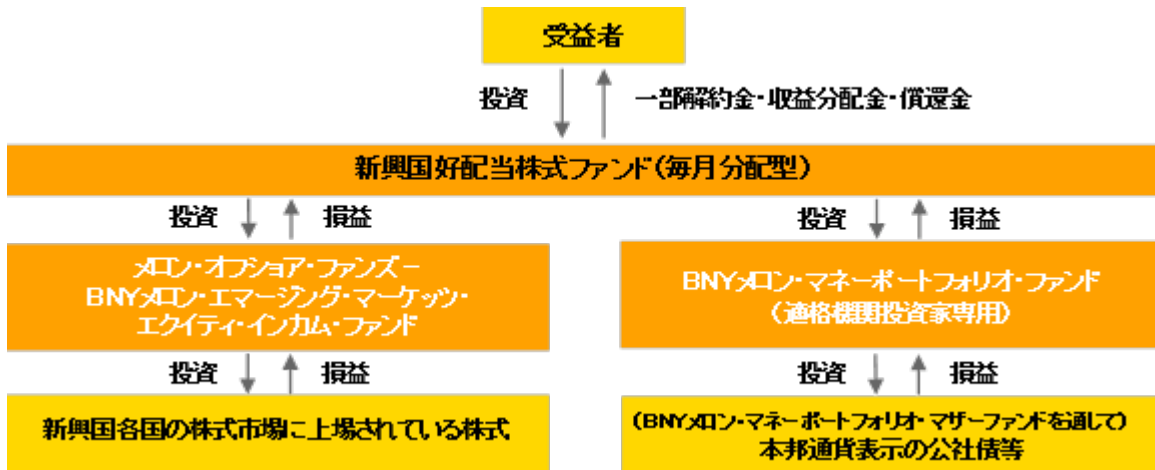 受益者
投資
一部解約金・収益分配金・償還金
新興国好配当株式ファンド(毎月分配型)
投資
損益
投資
損益
メロン・オフショア・ファンズ－
BNYメロン・エマージング・マーケッツ・
エクイティ・インカム・ファンド
BNYメロン・マネーポートフォリオ・ファンド
(適格機関投資家専用)
投資
損益
投資
損益
新興国各国の株式市場に上場されている株式
(BNYメロン・マネーポートフォリオ・マザーファンドを通して)
本邦通貨表示の公社債等